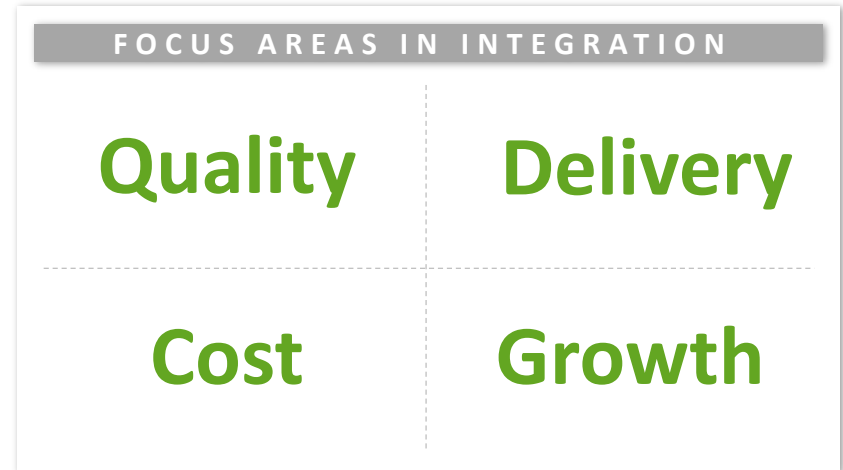 FOCUS AREAS IN INTEGRATION
Quality
Delivery
Cost
Growth